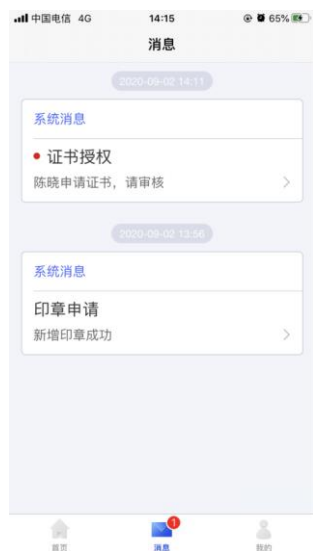 中国电信 4G 14:15 65%
消息
2020-09-02 14:11
系统消息
证书授权
陈晓申请证书，请审核
2020-09-02 13:56
系统消息
印章申请
新增印章成功
1
首页 消息 我的